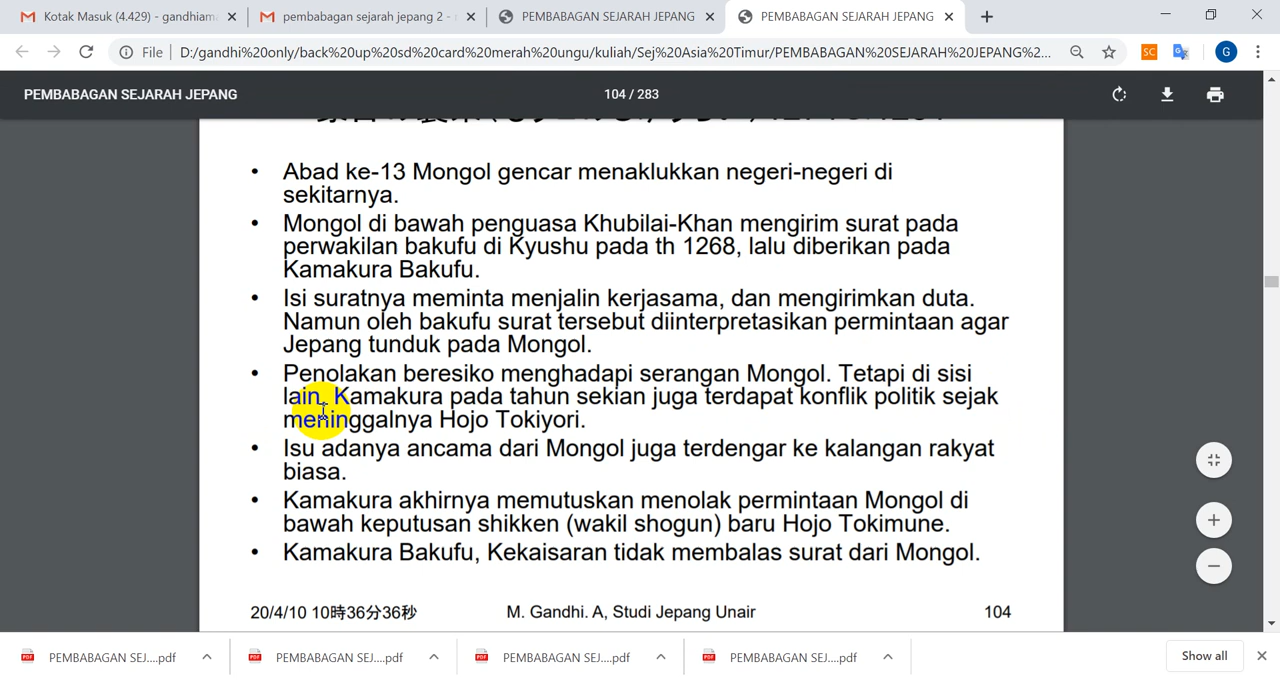 Kotak Masuk (4.429) - gandhiam
pembabagan sejarah jepang 2 -
PEMBABAGAN SEJARAH JEPANG
PEMBABAGAN SEJARAH JEPANG
File D:/gandhi%20only/back%20up%20sd%20card%20merah%20ungu/kuliah/Sej%20Asia%20Timur/PEMBABAGAN%20SEJARAH%20JEPANG%2... SC G
PEMBABAGAN SEJARAH JEPANG 104 / 283
• Abad ke-13 Mongol gencar menaklukkan negeri-negeri di
sekitarnya.
• Mongol di bawah penguasa Khubilai-Khan mengirim surat pada
perwakilan bakufu di Kyushu pada th 1268, lalu diberikan pada
Kamakura Bakufu.
• Isi suratnya meminta menjalin kerjasama, dan mengirimkan duta.
Namun oleh bakufu surat tersebut diinterpretasikan permintaan agar
Jepang tunduk pada Mongol.
• Penolakan beresiko menghadapi serangan Mongol. Tetapi di sisi
lain, Kamakura pada tahun sekian juga terdapat konflik politik sejak
meninggalnya Hojo Tokiyori.
• Isu adanya ancama dari Mongol juga terdengar ke kalangan rakyat
biasa.
• Kamakura akhirnya memutuskan menolak permintaan Mongol di
bawah keputusan shikken (wakil shogun) baru Hojo Tokimune.
• Kamakura Bakufu, Kekaisaran tidak membalas surat dari Mongol.
20/4/10 10時36分36秒 M. Gandhi. A, Studi Jepang Unair 104
PEMBABAGAN SEJ....pdf PEMBABAGAN SEJ....pdf PEMBABAGAN SEJ....pdf PEMBABAGAN SEJ....pdf Show all